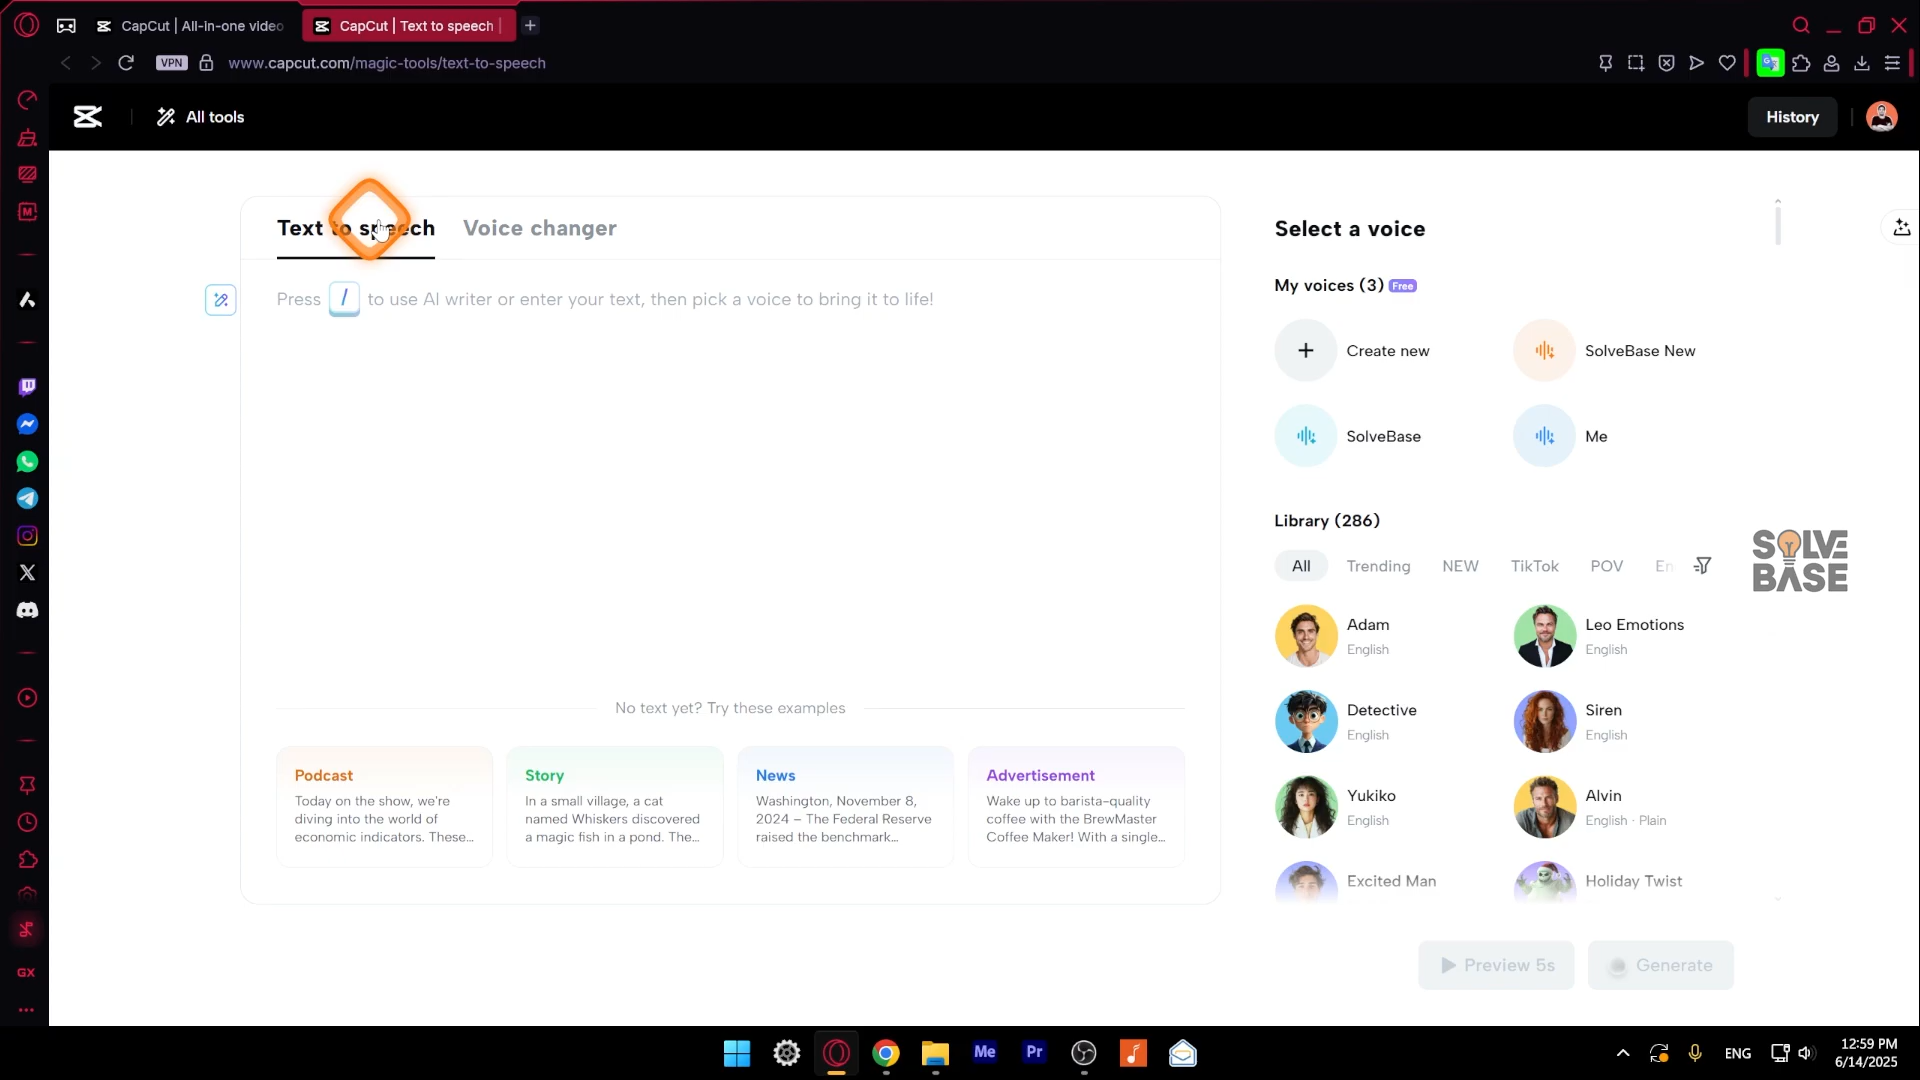 CapCut | All-in-one video
CapCut | Text to speech |
VPN
www.capcut.com/magic-tools/text-to-speech
All tools
History
Text to speech
Voice changer
Press / to use AI writer or enter your text, then pick a voice to bring it to life!
No text yet? Try these examples
Podcast
Today on the show, we're
diving into the world of
economic indicators. These...
Story
In a small village, a cat
named Whiskers discovered
a magic fish in a pond. The...
News
Washington, November 8,
2024 – The Federal Reserve
raised the benchmark...
Advertisement
Wake up to barista-quality
coffee with the BrewMaster
Coffee Maker! With a single...
Select a voice
My voices (3) Free
Create new
SolveBase New
SolveBase
Me
Library (286)
All
Trending
NEW
TikTok
POV
En
SOLVE
BASE
Adam
English
Leo Emotions
English
Detective
English
Siren
English
Yukiko
English
Alvin
English · Plain
Excited Man
Holiday Twist
Preview 5s
Generate
GX
Me
Pr
ENG
12:59 PM
6/14/2025